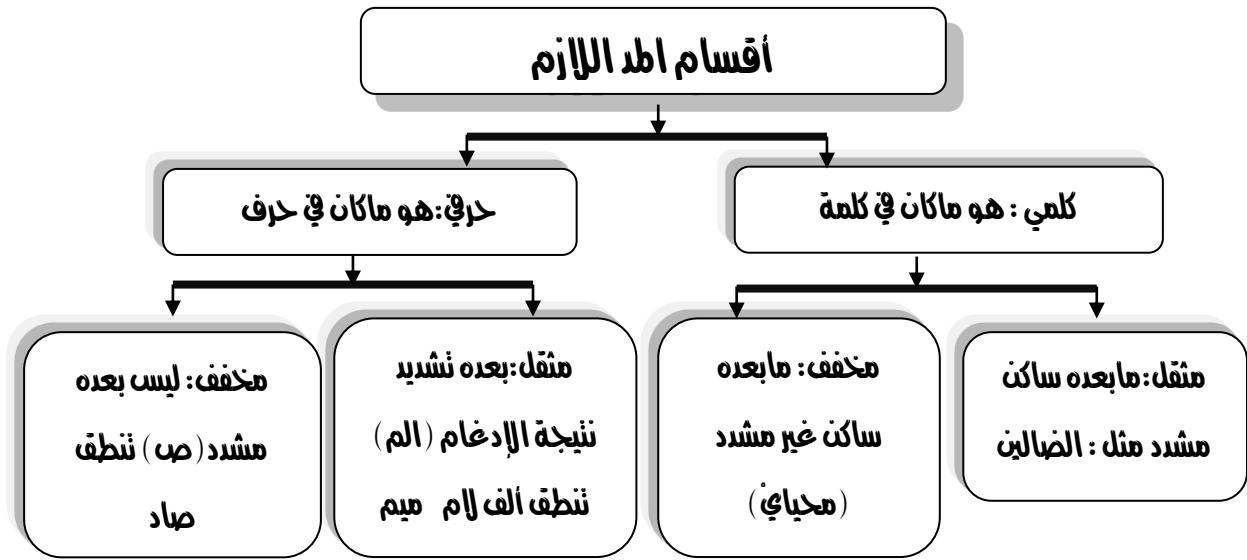 أقسام المد اللازم
كلمي : هو ماكان في كلمة
حرفي:هو ماكان في حرف
مثقل:مابعده ساكن
مشدد مثل : الضالين
مخفف: مابعده
ساكن غير مشدد
(محيايْ)
مثقل:بعده تشديد
نتيجة الإدغام (الم)
تنطق ألف لام ميم
مخفف: ليس بعده
مشدد(ص) تنطق
صاد